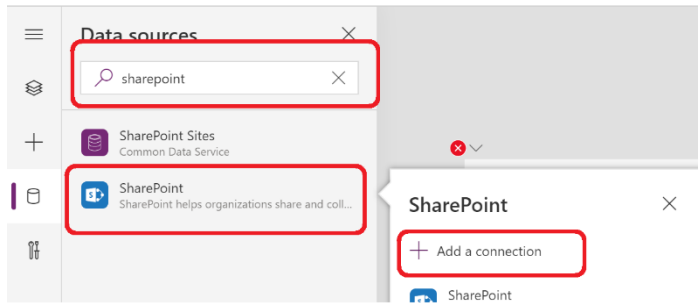 Data sources
sharepoint
SharePoint Sites
Common Data Service
SharePoint
SharePoint helps organizations share and coll...
SharePoint
Add a connection
SharePoint